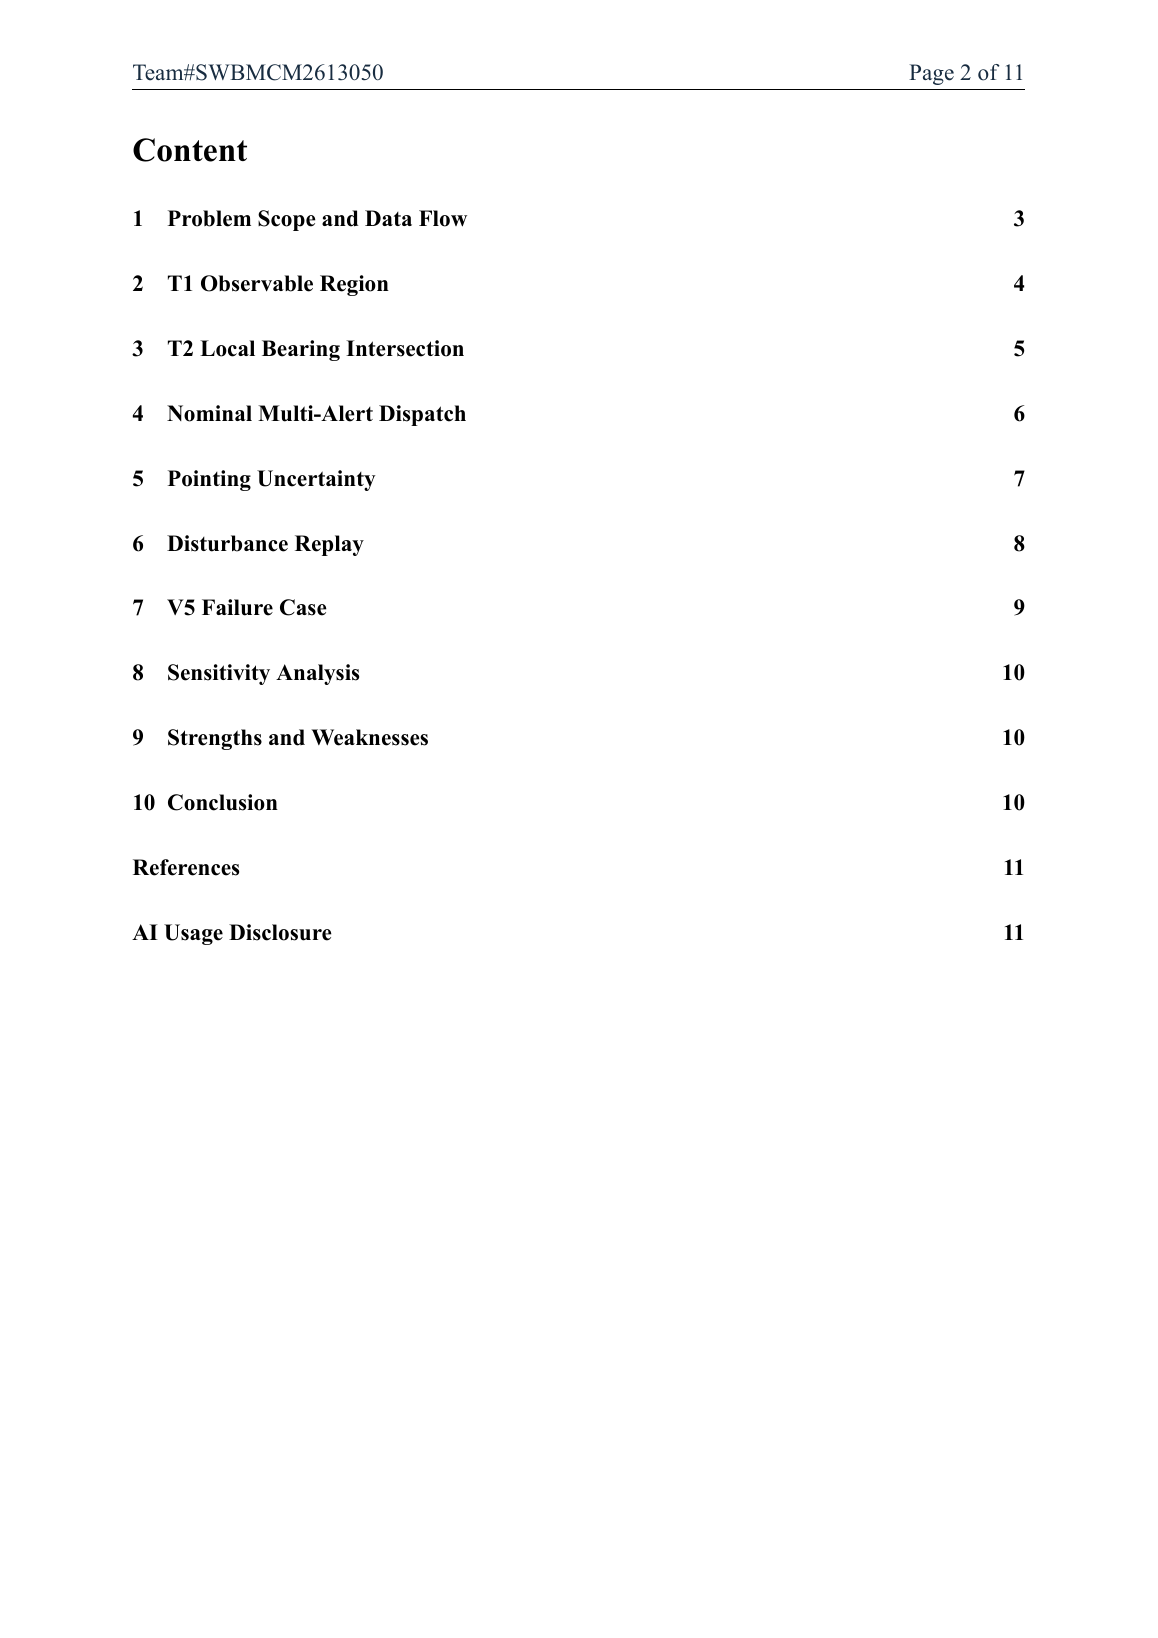 Team#SWBMCM2613050 Page 2 of 11
Content
1 Problem Scope and Data Flow 3
2 T1 Observable Region 4
3 T2 Local Bearing Intersection 5
4 Nominal Multi-Alert Dispatch 6
5 Pointing Uncertainty 7
6 Disturbance Replay 8
7 V5 Failure Case 9
8 Sensitivity Analysis 10
9 Strengths and Weaknesses 10
10 Conclusion 10
References 11
AI Usage Disclosure 11